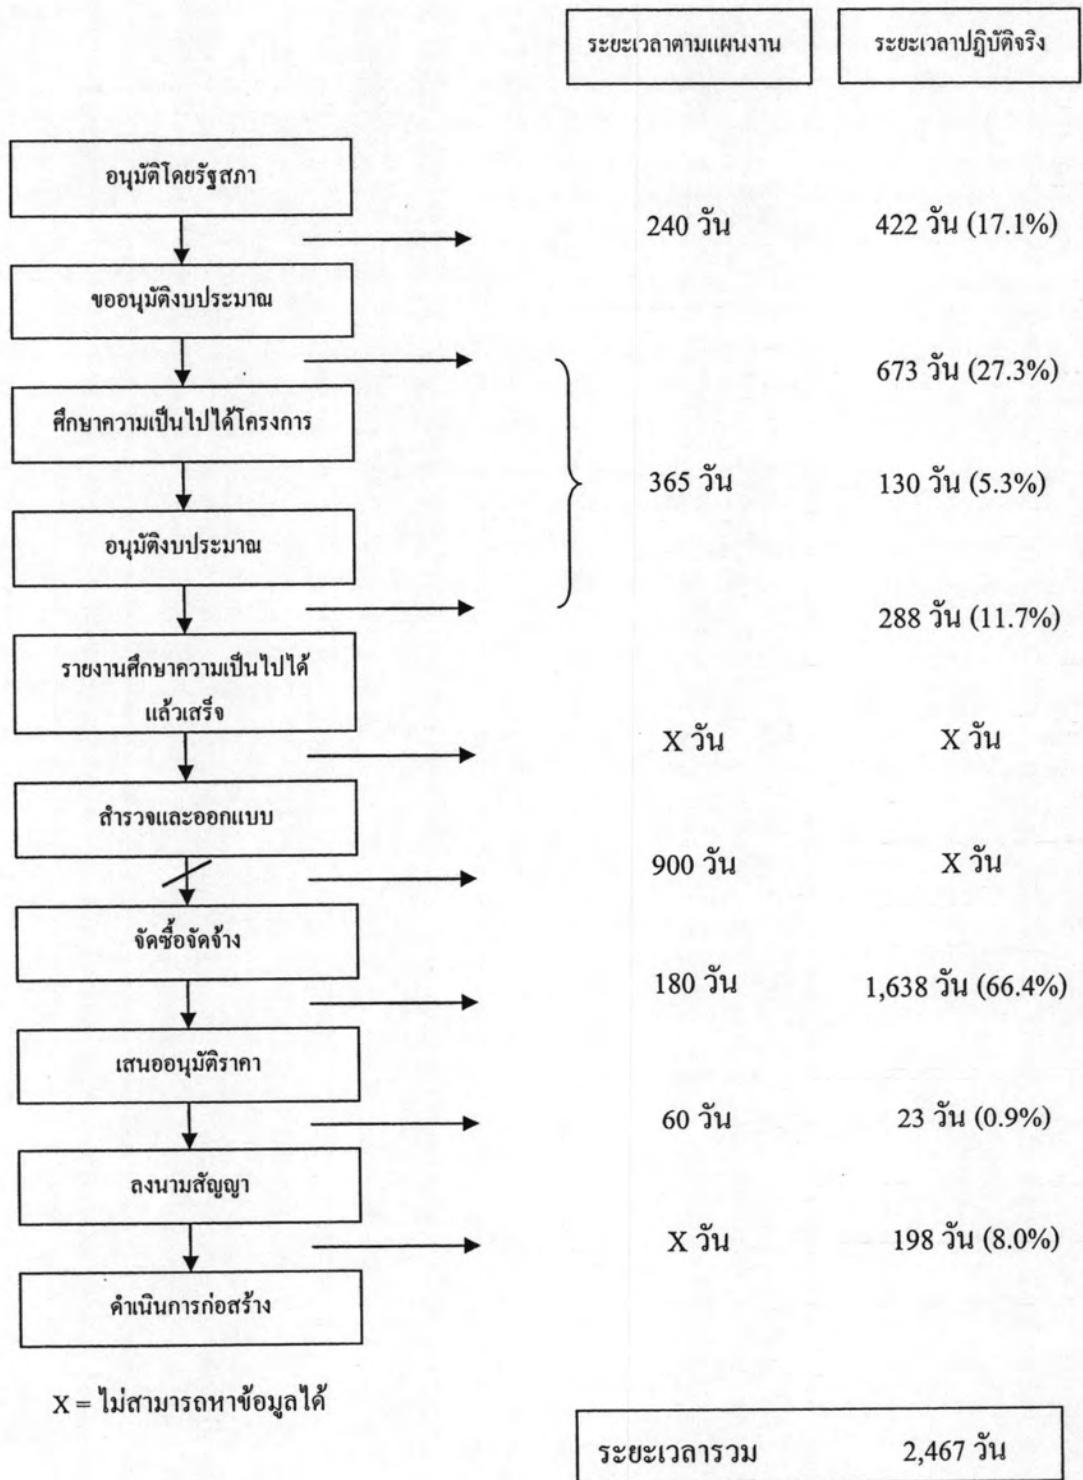 ระยะเวลาตามแผนงาน ระยะเวลาปฏิบัติจริง
อนุมัติโดยรัฐสภา
240 วัน 422 วัน (17.1%)
ขออนุมัติงบประมาณ
673 วัน (27.3%)
ศึกษาความเป็นไปได้โครงการ
365 วัน 130 วัน (5.3%)
อนุมัติงบประมาณ
288 วัน (11.7%)
รายงานศึกษาความเป็นไปได้
แล้วเสร็จ
X วัน X วัน
สำรวจและออกแบบ
900 วัน X วัน
จัดซื้อจัดจ้าง
180 วัน 1,638 วัน (66.4%)
เสนออนุมัติราคา
60 วัน 23 วัน (0.9%)
ลงนามสัญญา
X วัน 198 วัน (8.0%)
ดำเนินการก่อสร้าง
X = ไม่สามารถหาข้อมูลได้
ระยะเวลารวม 2,467 วัน